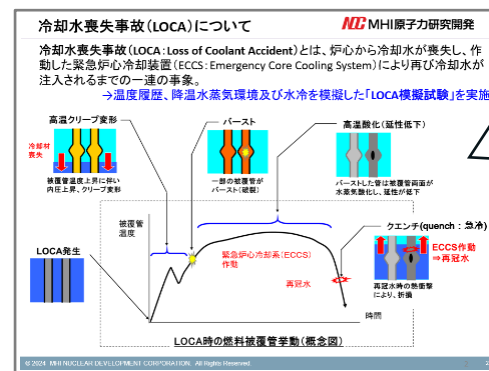 冷却水喪失事故(LOCA)について
NDC MHI原子力研究開発
冷却水喪失事故(LOCA:Loss of Coolant Accident)とは、炉心から冷却水が喪失し、作
動した緊急炉心冷却装置(ECCS:Emergency Core Cooling System)により再び冷却水が
注入されるまでの一連の事象。
→温度履歴、降温水蒸気環境及び水冷を模擬した「LOCA模擬試験」を実施
高温クリープ変形
バースト
高温酸化(延性低下)
冷却材
喪失
被覆管温度上昇に伴い
内圧上昇、クリープ変形
一部の被覆管が
バースト(破裂)
バーストした管は被覆管両面が
水蒸気酸化し、延性が低下
被覆管
温度
クエンチ(quench:急冷)
LOCA発生
緊急炉心冷却系(ECCS)
作動
ECCS作動
⇒再冠水
再冠水
再冠水時の熱衝撃
により、折損
時間
LOCA時の燃料被覆管挙動(概念図)
© 2024 MHI NUCLEAR DEVELOPMENT CORPORATION. All Rights Reserved.